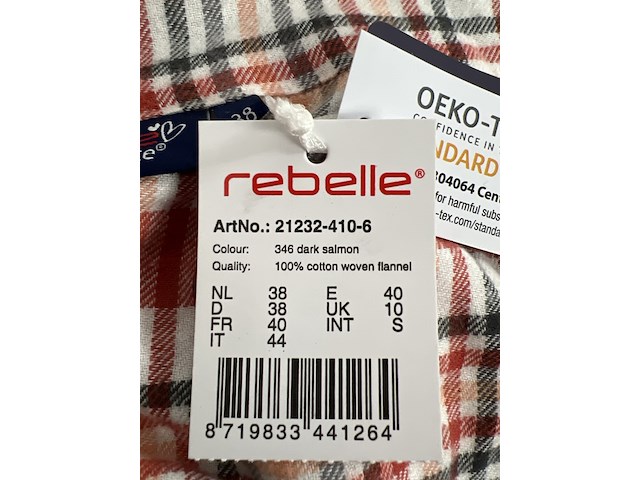 OEKO-T
CONFIDENCE IN T
NDARD
04064 Cen
for harmful subs
-tex.com/standa
38
rebelle®
ArtNo.: 21232-410-6
Colour: 346 dark salmon
Quality: 100% cotton woven flannel
NL 38 E 40
D 38 UK 10
FR 40 INT S
IT 44
8 719833 441264